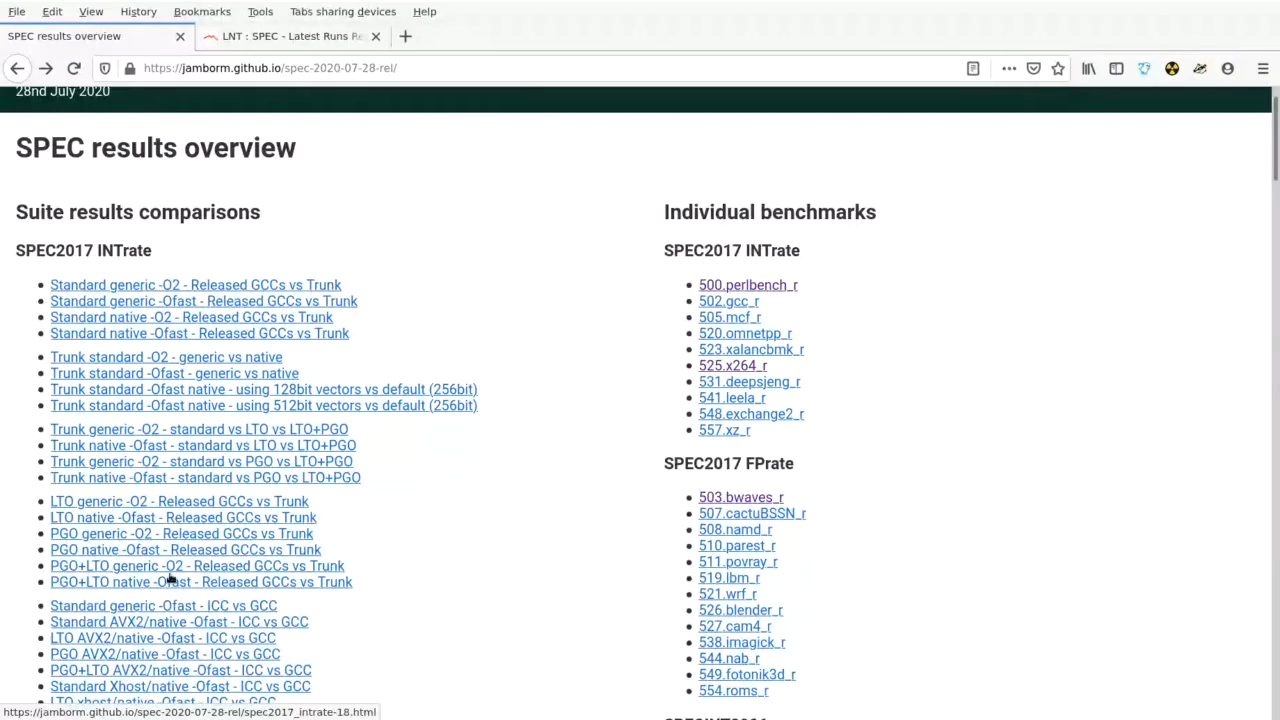 File Edit View History Bookmarks Tools Tabs sharing devices Help
SPEC results overview
LNT : SPEC - Latest Runs Re
https://jamborm.github.io/spec-2020-07-28-rel/
28nd July 2020
SPEC results overview
Suite results comparisons
SPEC2017 INTrate
Standard generic -O2 - Released GCCs vs Trunk
Standard generic -Ofast - Released GCCs vs Trunk
Standard native -O2 - Released GCCs vs Trunk
Standard native -Ofast - Released GCCs vs Trunk
Trunk standard -O2 - generic vs native
Trunk standard -Ofast - generic vs native
Trunk standard -Ofast native - using 128bit vectors vs default (256bit)
Trunk standard -Ofast native - using 512bit vectors vs default (256bit)
Trunk generic -O2 - standard vs LTO vs LTO+PGO
Trunk native -Ofast - standard vs LTO vs LTO+PGO
Trunk generic -O2 - standard vs PGO vs LTO+PGO
Trunk native -Ofast - standard vs PGO vs LTO+PGO
LTO generic -O2 - Released GCCs vs Trunk
LTO native -Ofast - Released GCCs vs Trunk
PGO generic -O2 - Released GCCs vs Trunk
PGO native -Ofast - Released GCCs vs Trunk
PGO+LTO generic -O2 - Released GCCs vs Trunk
PGO+LTO native -Ofast - Released GCCs vs Trunk
Standard generic -Ofast - ICC vs GCC
Standard AVX2/native -Ofast - ICC vs GCC
LTO AVX2/native -Ofast - ICC vs GCC
PGO AVX2/native -Ofast - ICC vs GCC
PGO+LTO AVX2/native -Ofast - ICC vs GCC
Standard Xhost/native -Ofast - ICC vs GCC
LTO xhost/native -Ofast - ICC vs GCC
Individual benchmarks
SPEC2017 INTrate
500.perlbench_r
502.gcc_r
505.mcf_r
520.omnetpp_r
523.xalancbmk_r
525.x264_r
531.deepsjeng_r
541.leela_r
548.exchange2_r
557.xz_r
SPEC2017 FPrate
503.bwaves_r
507.cactuBSSN_r
508.namd_r
510.parest_r
511.povray_r
519.lbm_r
521.wrf_r
526.blender_r
527.cam4_r
538.imagick_r
544.nab_r
549.fotonik3d_r
554.roms_r
https://jamborm.github.io/spec-2020-07-28-rel/spec2017_intrate-18.html